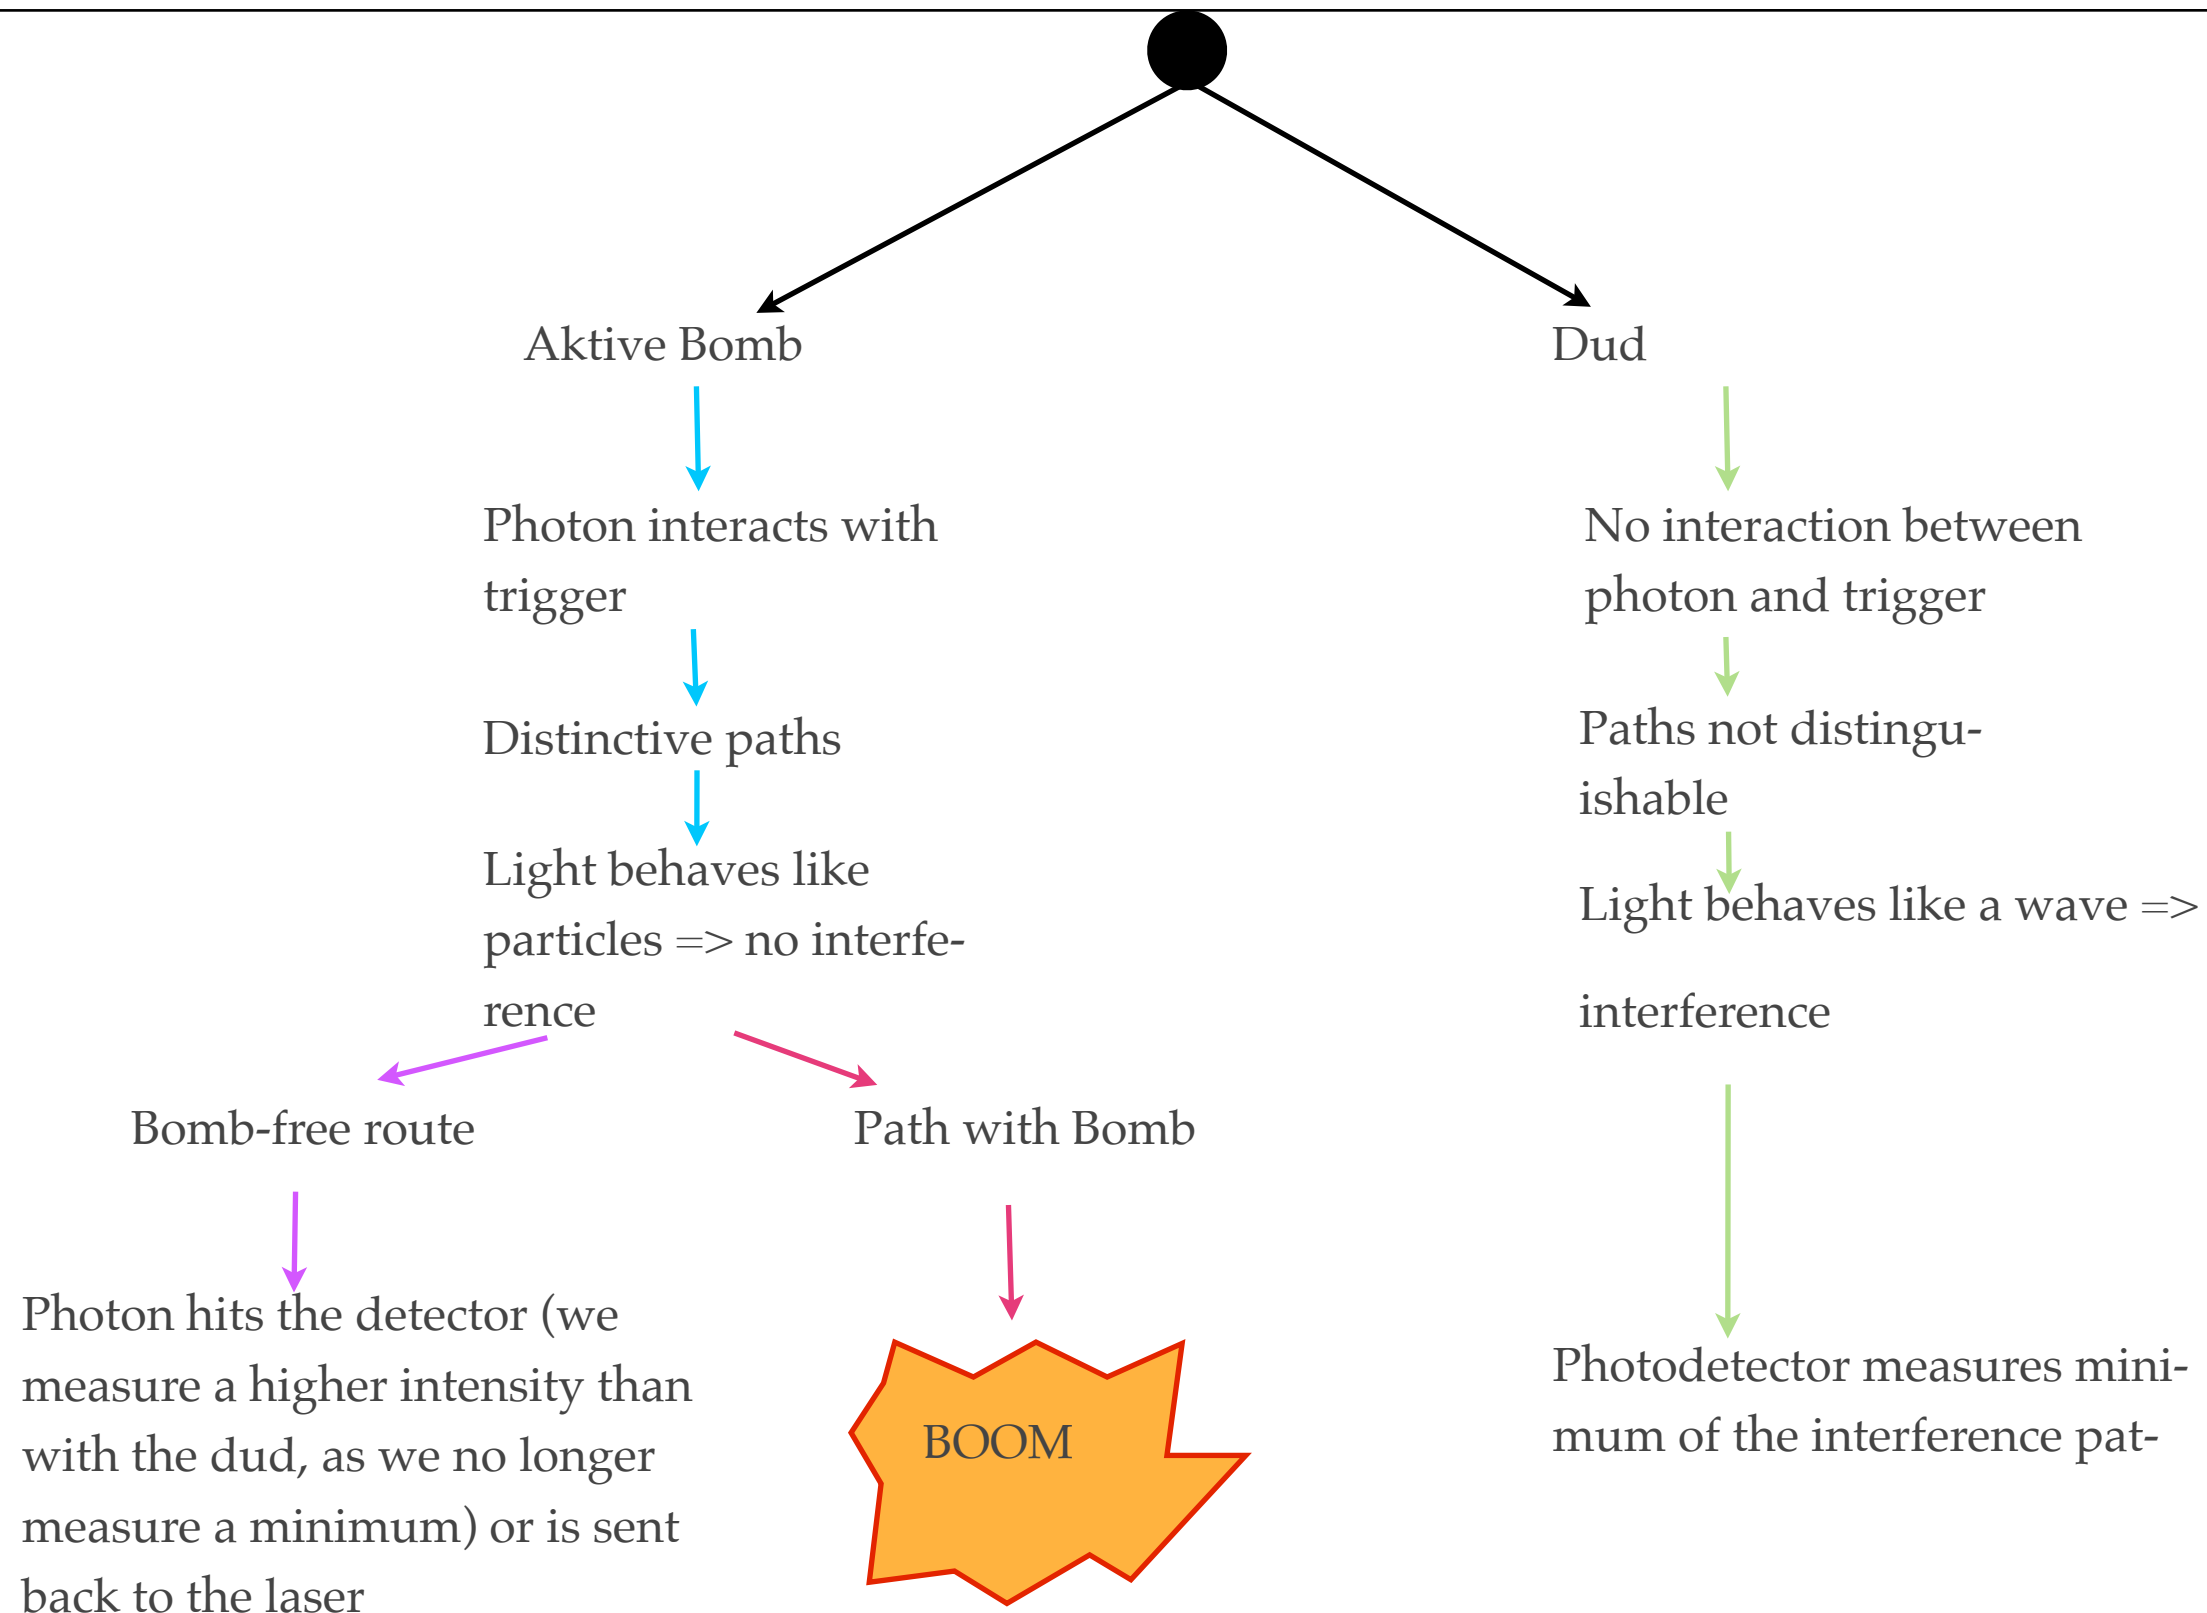 Aktive Bomb
Dud
Photon interacts with
trigger
No interaction between
photon and trigger
Distinctive paths
Paths not distingu-
ishable
Light behaves like
particles => no interfe-
rence
Light behaves like a wave =>
interference
Bomb-free route
Path with Bomb
Photon hits the detector (we
measure a higher intensity than
with the dud, as we no longer
measure a minimum) or is sent
back to the laser
BOOM
Photodetector measures mini-
mum of the interference pat-